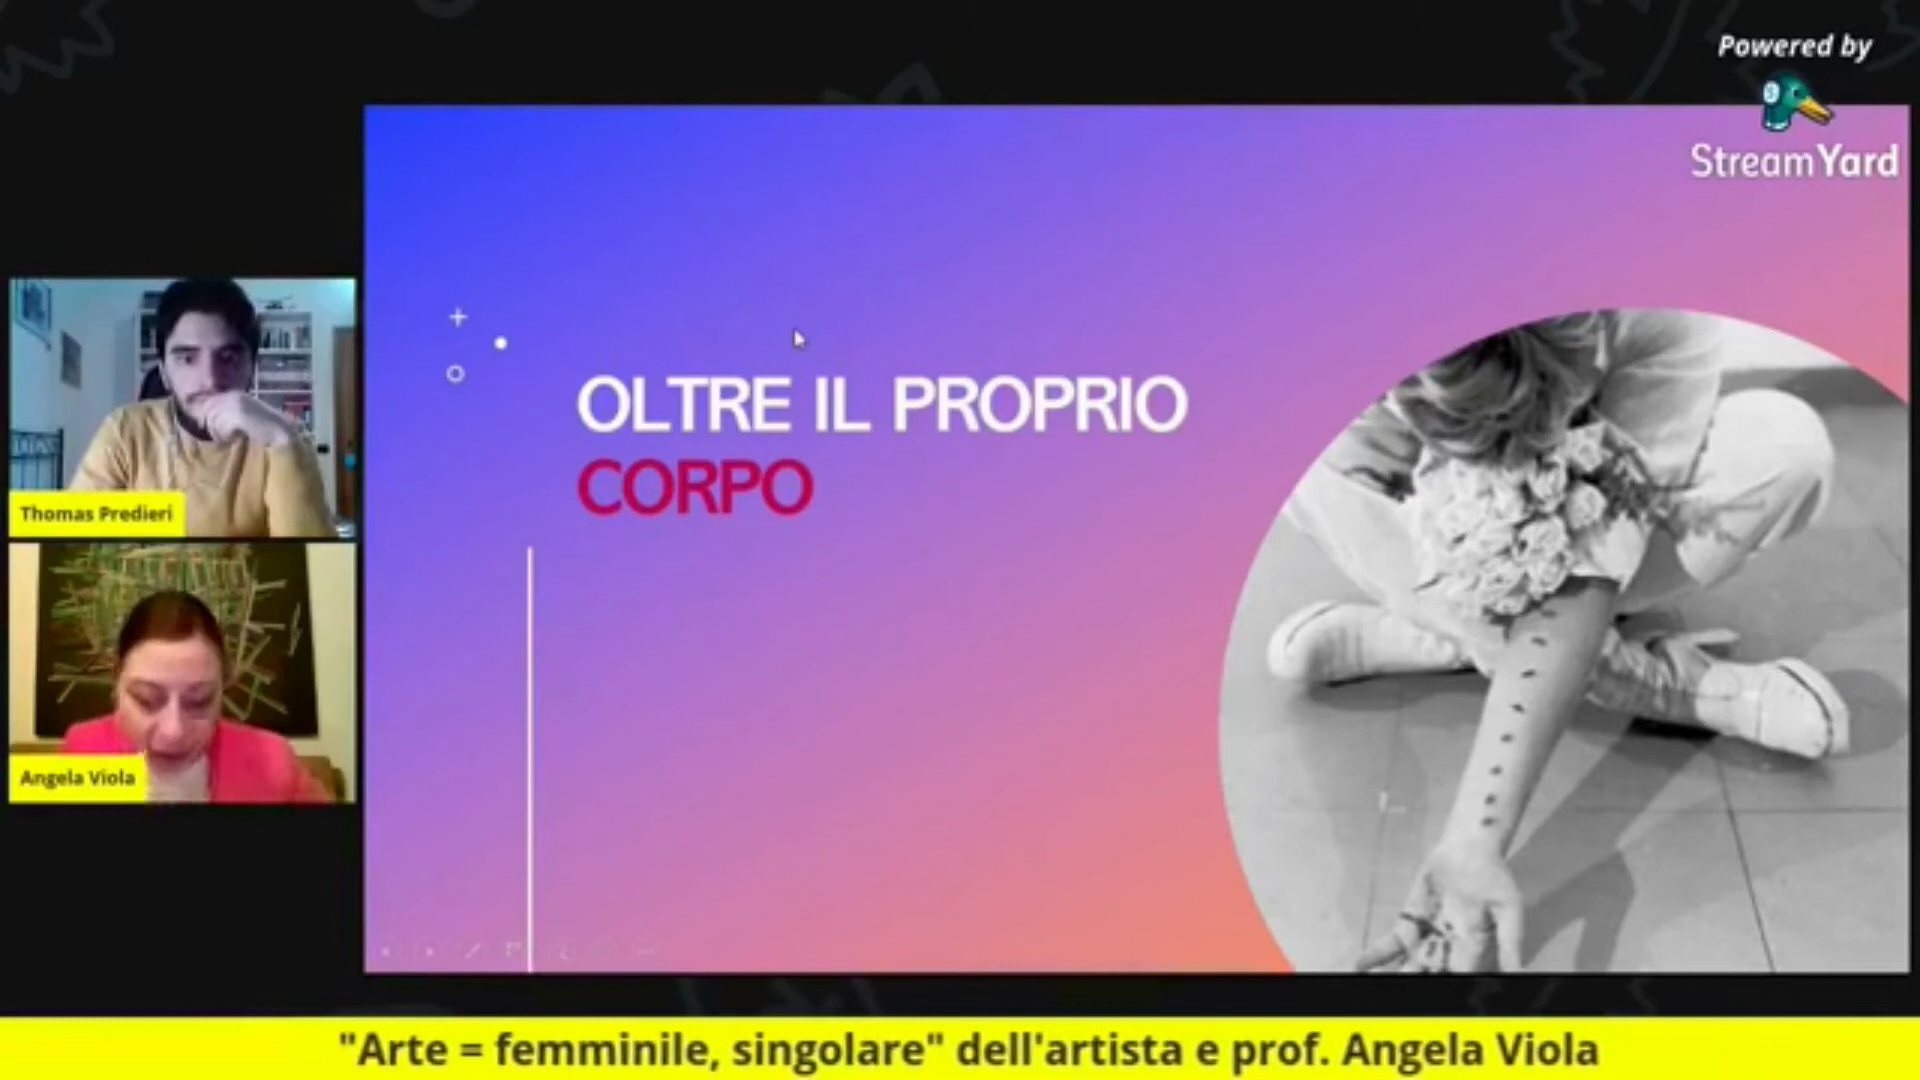 Powered by
StreamYard
OLTRE IL PROPRIO
CORPO
Thomas Predieri
Angela Viola
"Arte = femminile, singolare" dell'artista e prof. Angela Viola